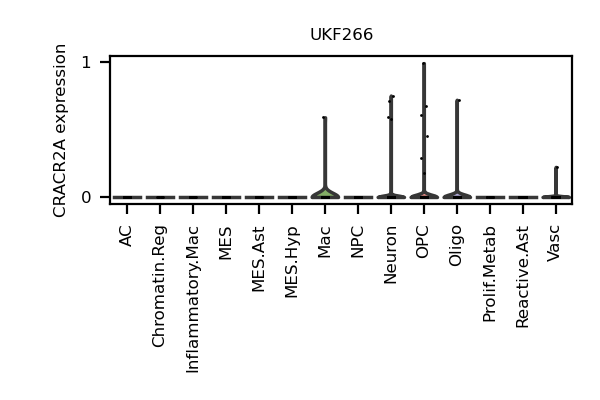 UKF266
CRACR2A expression
1
0
AC
Chromatin.Reg
Inflammatory.Mac
MES
MES.Ast
MES.Hyp
Mac
NPC
Neuron
OPC
Oligo
Prolif.Metab
Reactive.Ast
Vasc